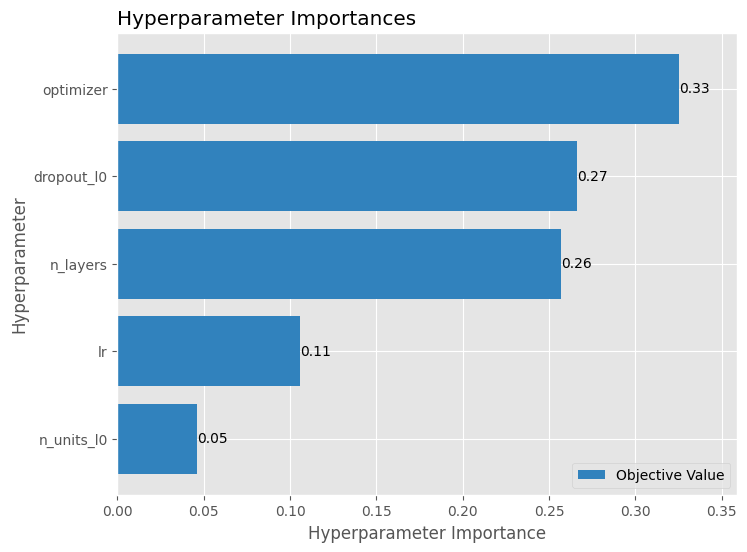 Hyperparameter Importances
Hyperparameter
optimizer
0.33
dropout_l0
0.27
n_layers
0.26
lr
0.11
n_units_l0
0.05
Objective Value
0.00 0.05 0.10 0.15 0.20 0.25 0.30 0.35
Hyperparameter Importance